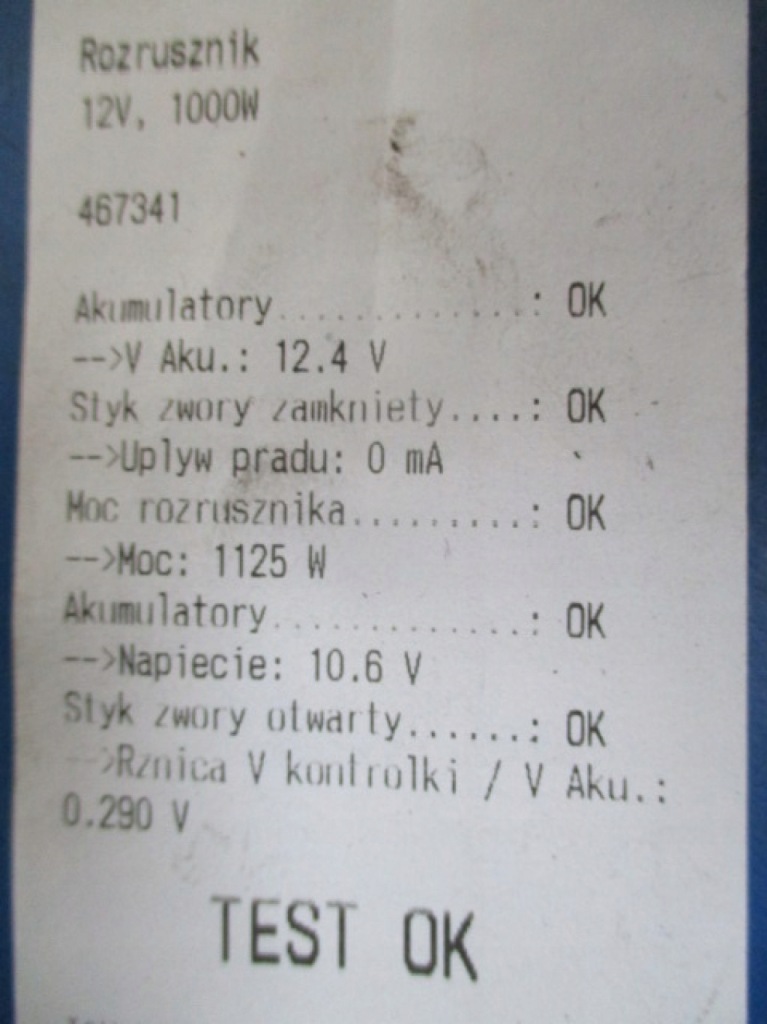 Rozrusznik
12V, 1000W
467341
Akumulatory..............: OK
-->V Aku.: 12.4 V
Styk zwory zamkniety....: OK
-->Uplyw pradu: 0 mA
Moc rozrusznika.........: OK
-->Moc: 1125 W
Akumulatory..............: OK
-->Napiecie: 10.6 V
Styk zwory otwarty......: OK
-->Rznica V kontrolki / V Aku.:
0.290 V
TEST OK